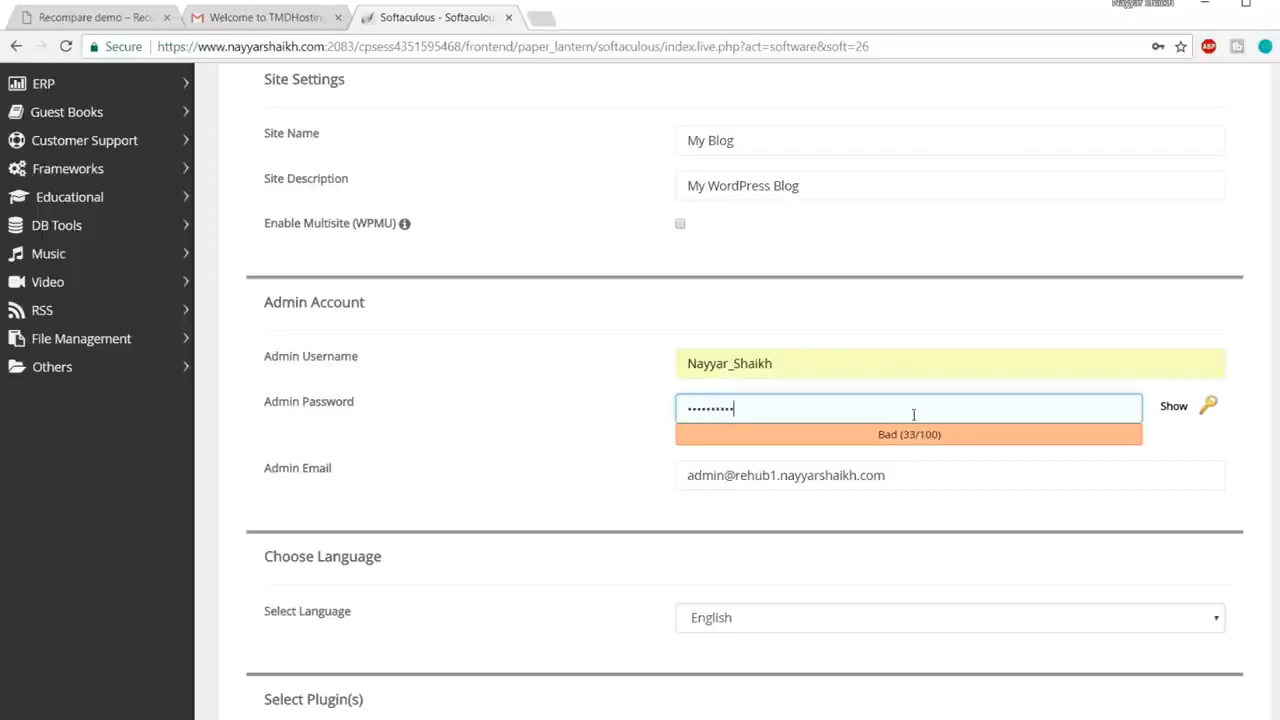 Nayyar Shaikh
Recompare demo – Rec
Welcome to TMDHosting
Softaculous - Softaculou
Secure
https://www.nayyarshaikh.com:2083/cpsess4351595468/frontend/paper_lantern/softaculous/index.live.php?act=software&soft=26
ABP
ERP
Guest Books
Customer Support
Frameworks
Educational
DB Tools
Music
Video
RSS
File Management
Others
Site Settings
Site Name
My Blog
Site Description
My WordPress Blog
Enable Multisite (WPMU)
Admin Account
Admin Username
Nayyar_Shaikh
Admin Password
••••••••••
Show
Bad (33/100)
Admin Email
admin@rehub1.nayyarshaikh.com
Choose Language
Select Language
English
Select Plugin(s)